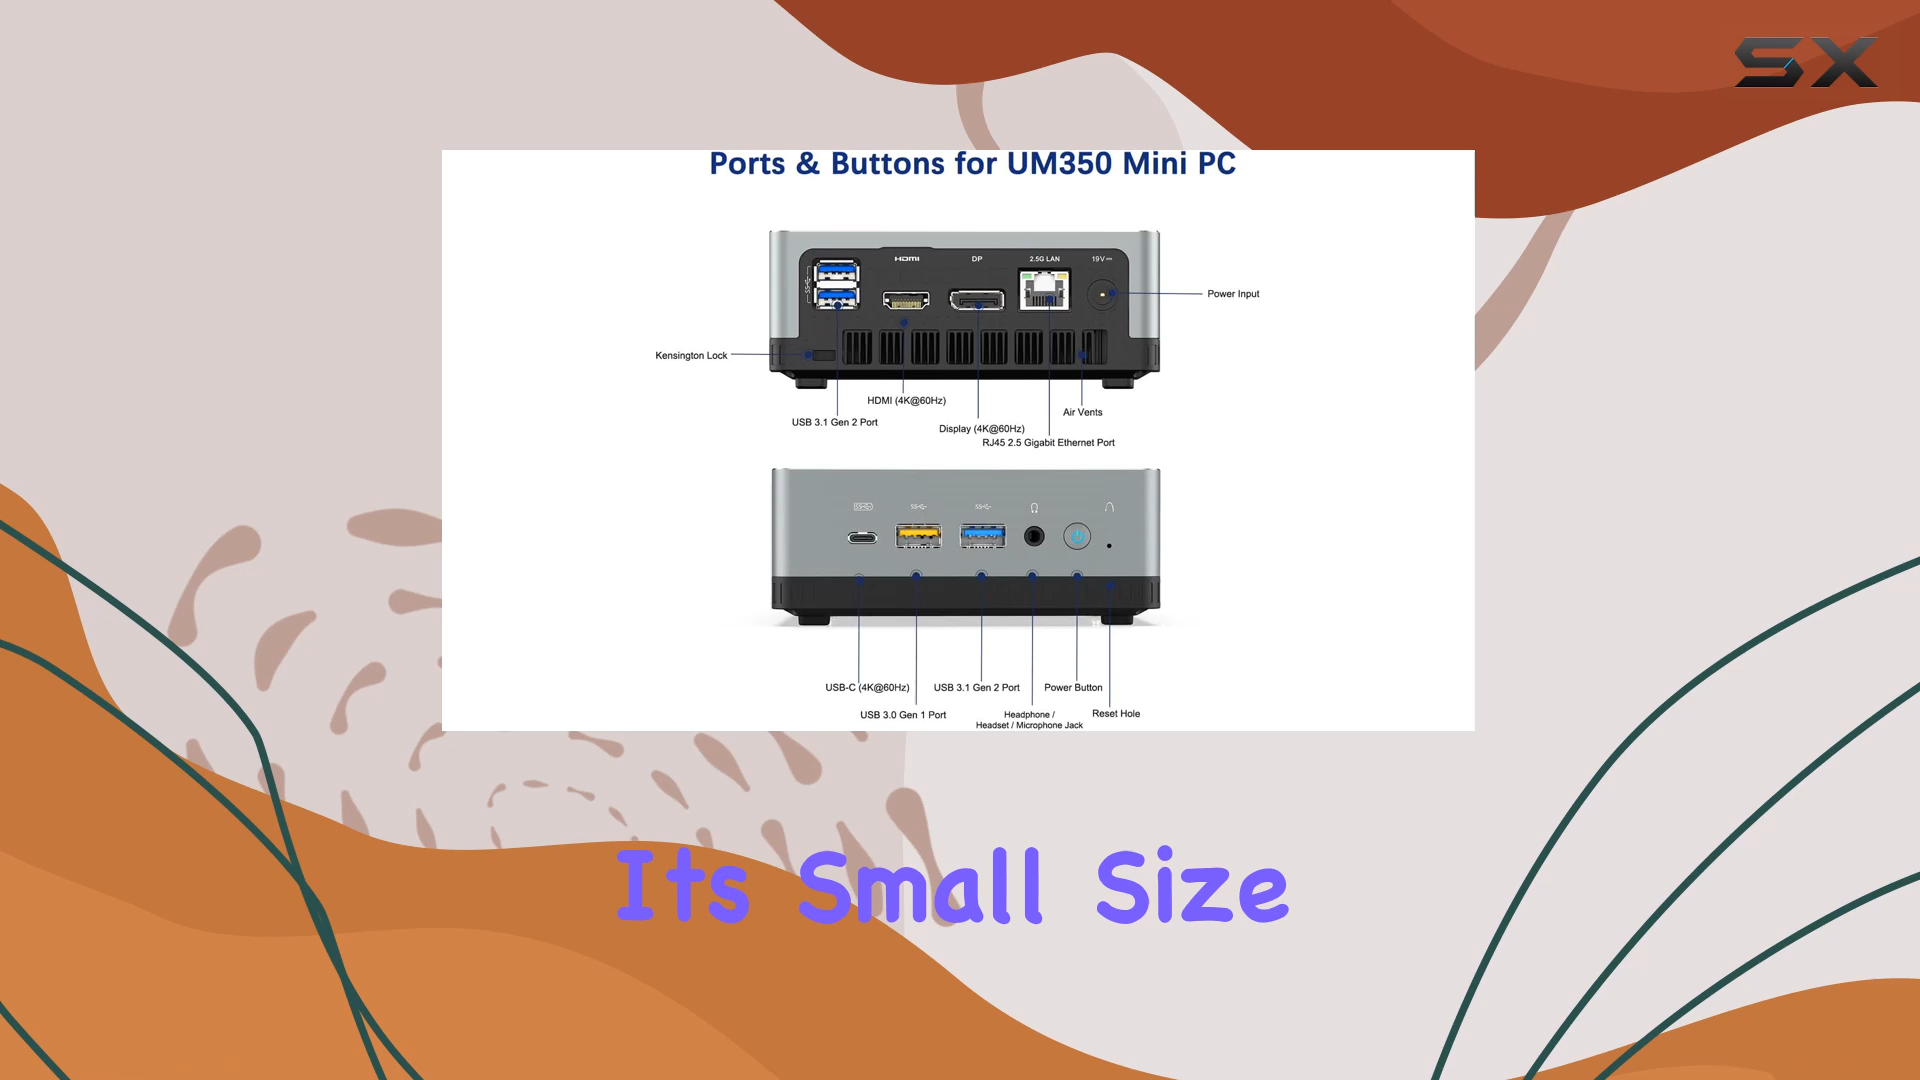 SX
Ports & Buttons for UM350 Mini PC
HDMI
DP
2.5G LAN
19V
Power Input
Kensington Lock
HDMI (4K@60Hz)
Air Vents
USB 3.1 Gen 2 Port
Display (4K@60Hz)
RJ45 2.5 Gigabit Ethernet Port
USB-C (4K@60Hz)
USB 3.1 Gen 2 Port
Power Button
USB 3.0 Gen 1 Port
Headphone /
Headset / Microphone Jack
Reset Hole
Its Small Size